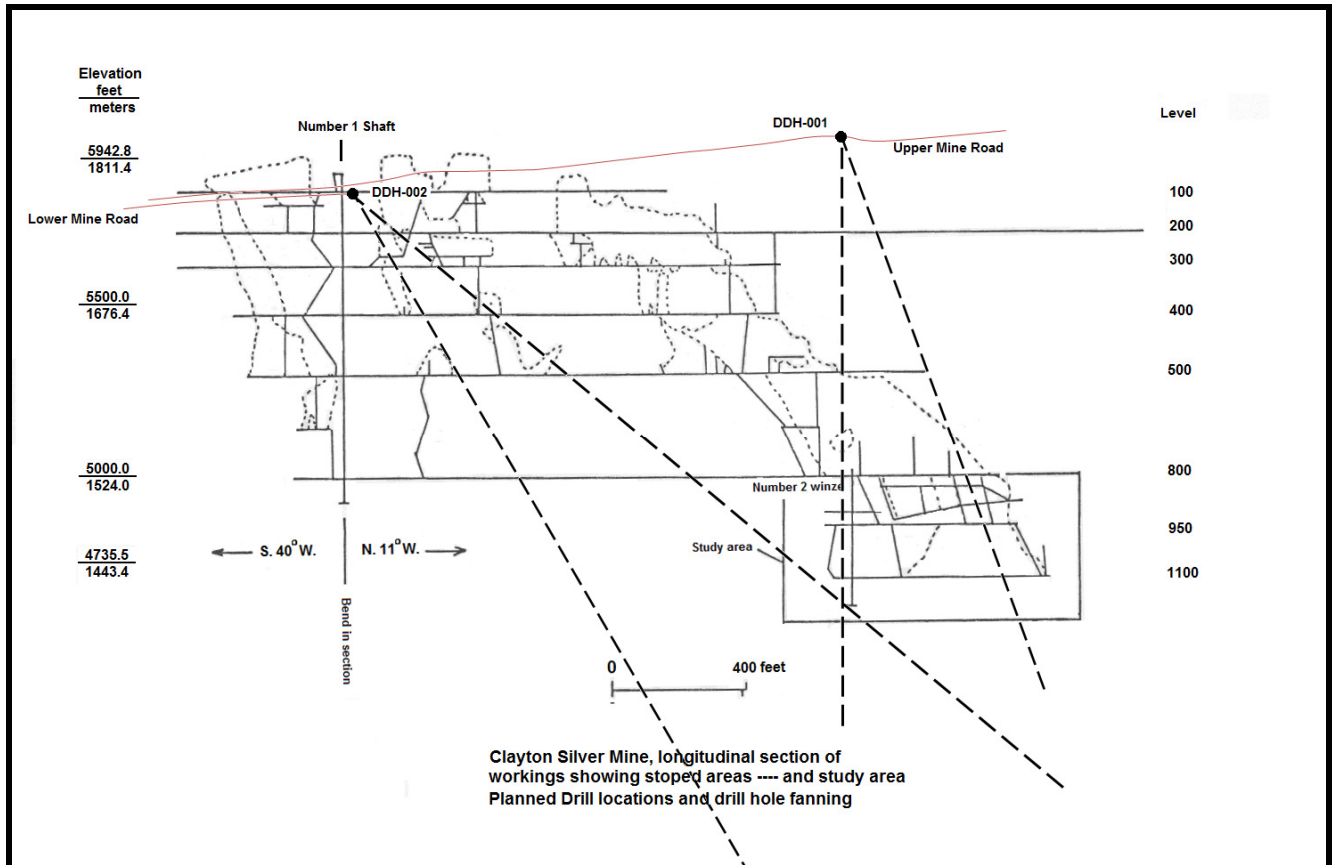 Elevation
feet
meters
5942.8
1811.4
5500.0
1676.4
5000.0
1524.0
4735.5
1443.4
Number 1 Shaft
DDH-001
Upper Mine Road
DDH-002
Lower Mine Road
Level
100
200
300
400
500
800
950
1100
Number 2 winze
Study area
S. 40°W.
N. 11°W.
Bend in section
0
400 feet
Clayton Silver Mine, longitudinal section of
workings showing stoped areas ---- and study area
Planned Drill locations and drill hole fanning